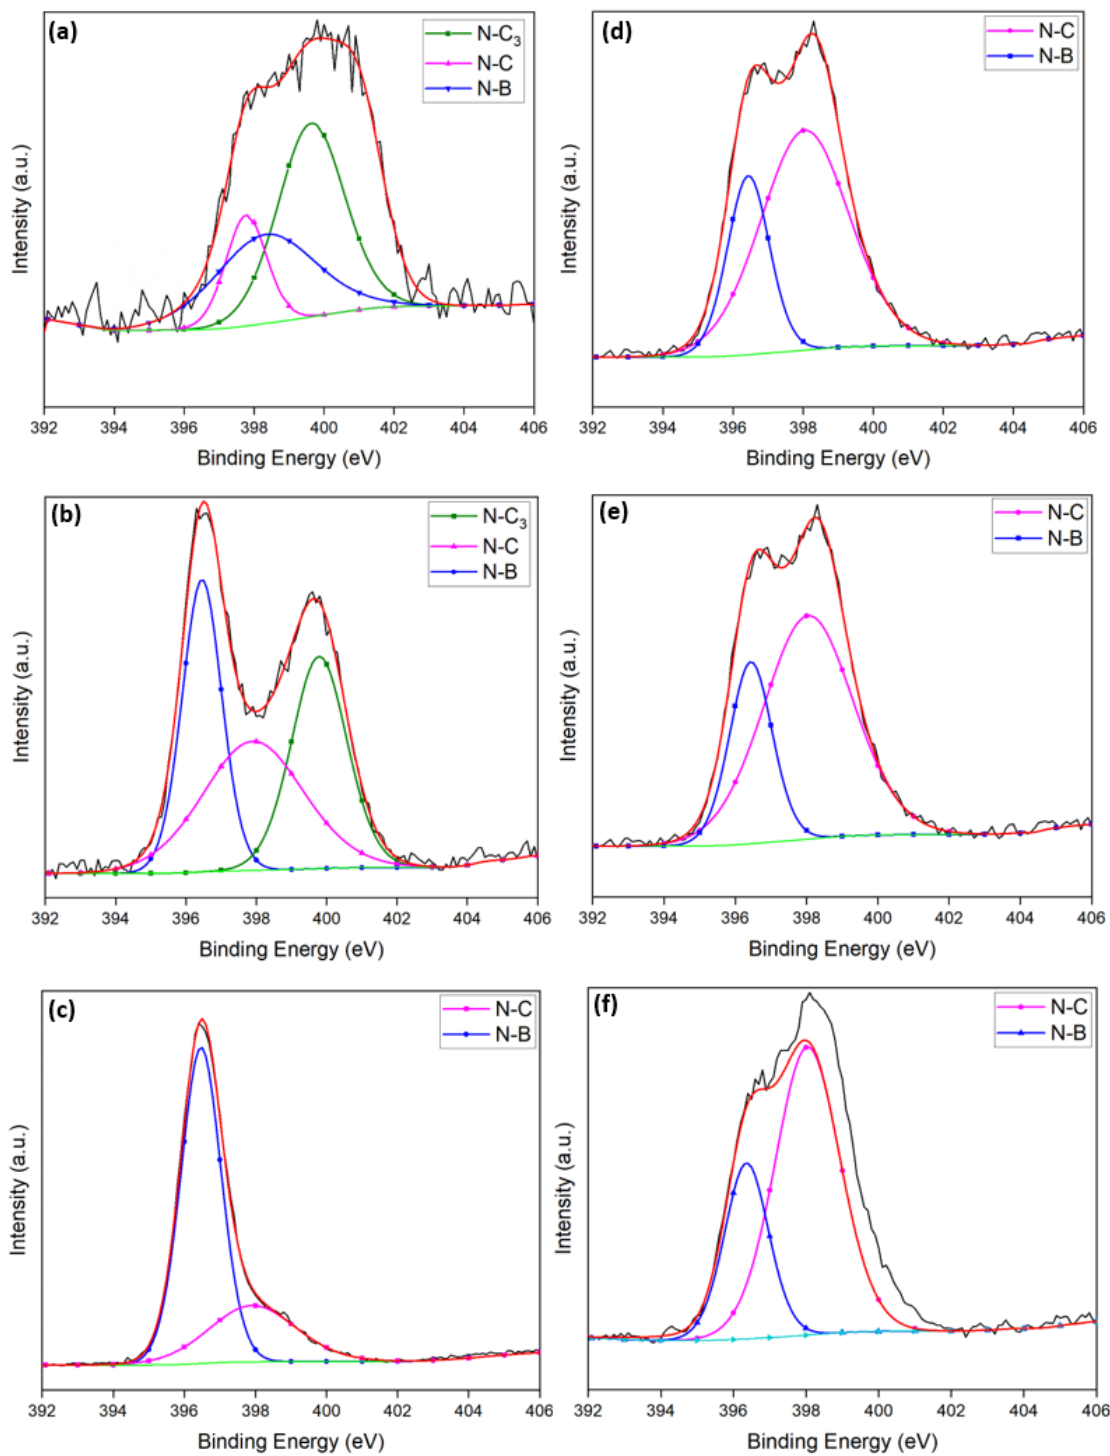 (a)
N-C₃
N-C
N-B
Intensity (a.u.)
392 394 396 398 400 402 404 406
Binding Energy (eV)
(d)
N-C
N-B
Intensity (a.u.)
392 394 396 398 400 402 404 406
Binding Energy (eV)
(b)
N-C₃
N-C
N-B
Intensity (a.u.)
392 394 396 398 400 402 404 406
Binding Energy (eV)
(e)
N-C
N-B
Intensity (a.u.)
392 394 396 398 400 402 404 406
Binding Energy (eV)
(c)
N-C
N-B
Intensity (a.u.)
392 394 396 398 400 402 404 406
Binding Energy (eV)
(f)
N-C
N-B
Intensity (a.u.)
392 394 396 398 400 402 404 406
Binding Energy (eV)